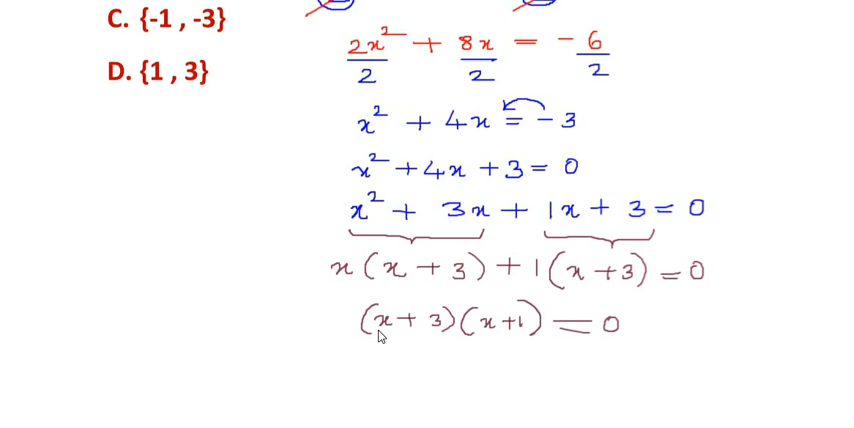 C. {-1 , -3}
D. {1 , 3}
2x²/2 + 8x/2 = -6/2
x² + 4x = -3
x² + 4x + 3 = 0
x² + 3x + 1x + 3 = 0
x(x + 3) + 1(x + 3) = 0
(x + 3)(x + 1) = 0